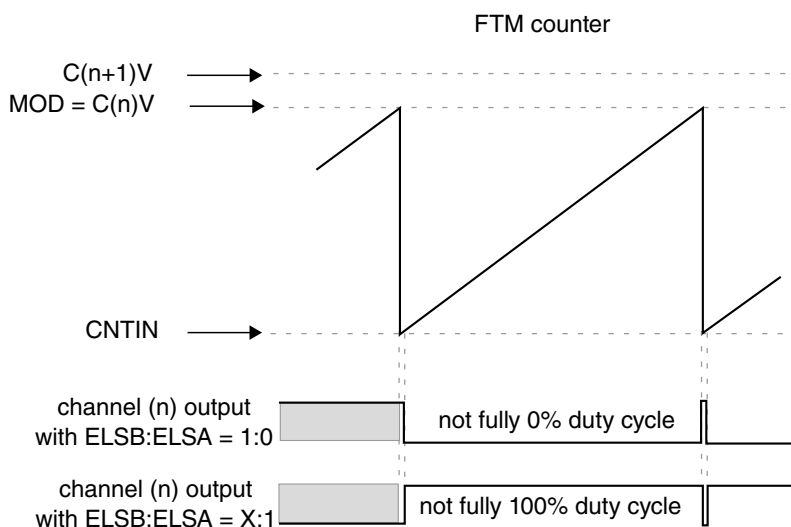 FTM counter
C(n+1)V
MOD = C(n)V
CNTIN
channel (n) output
with ELSB:ELSA = 1:0
not fully 0% duty cycle
channel (n) output
with ELSB:ELSA = X:1
not fully 100% duty cycle